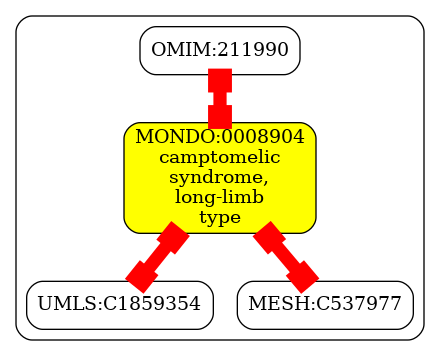 OMIM:211990
MONDO:0008904
camptomelic
syndrome,
long-limb
type
UMLS:C1859354
MESH:C537977